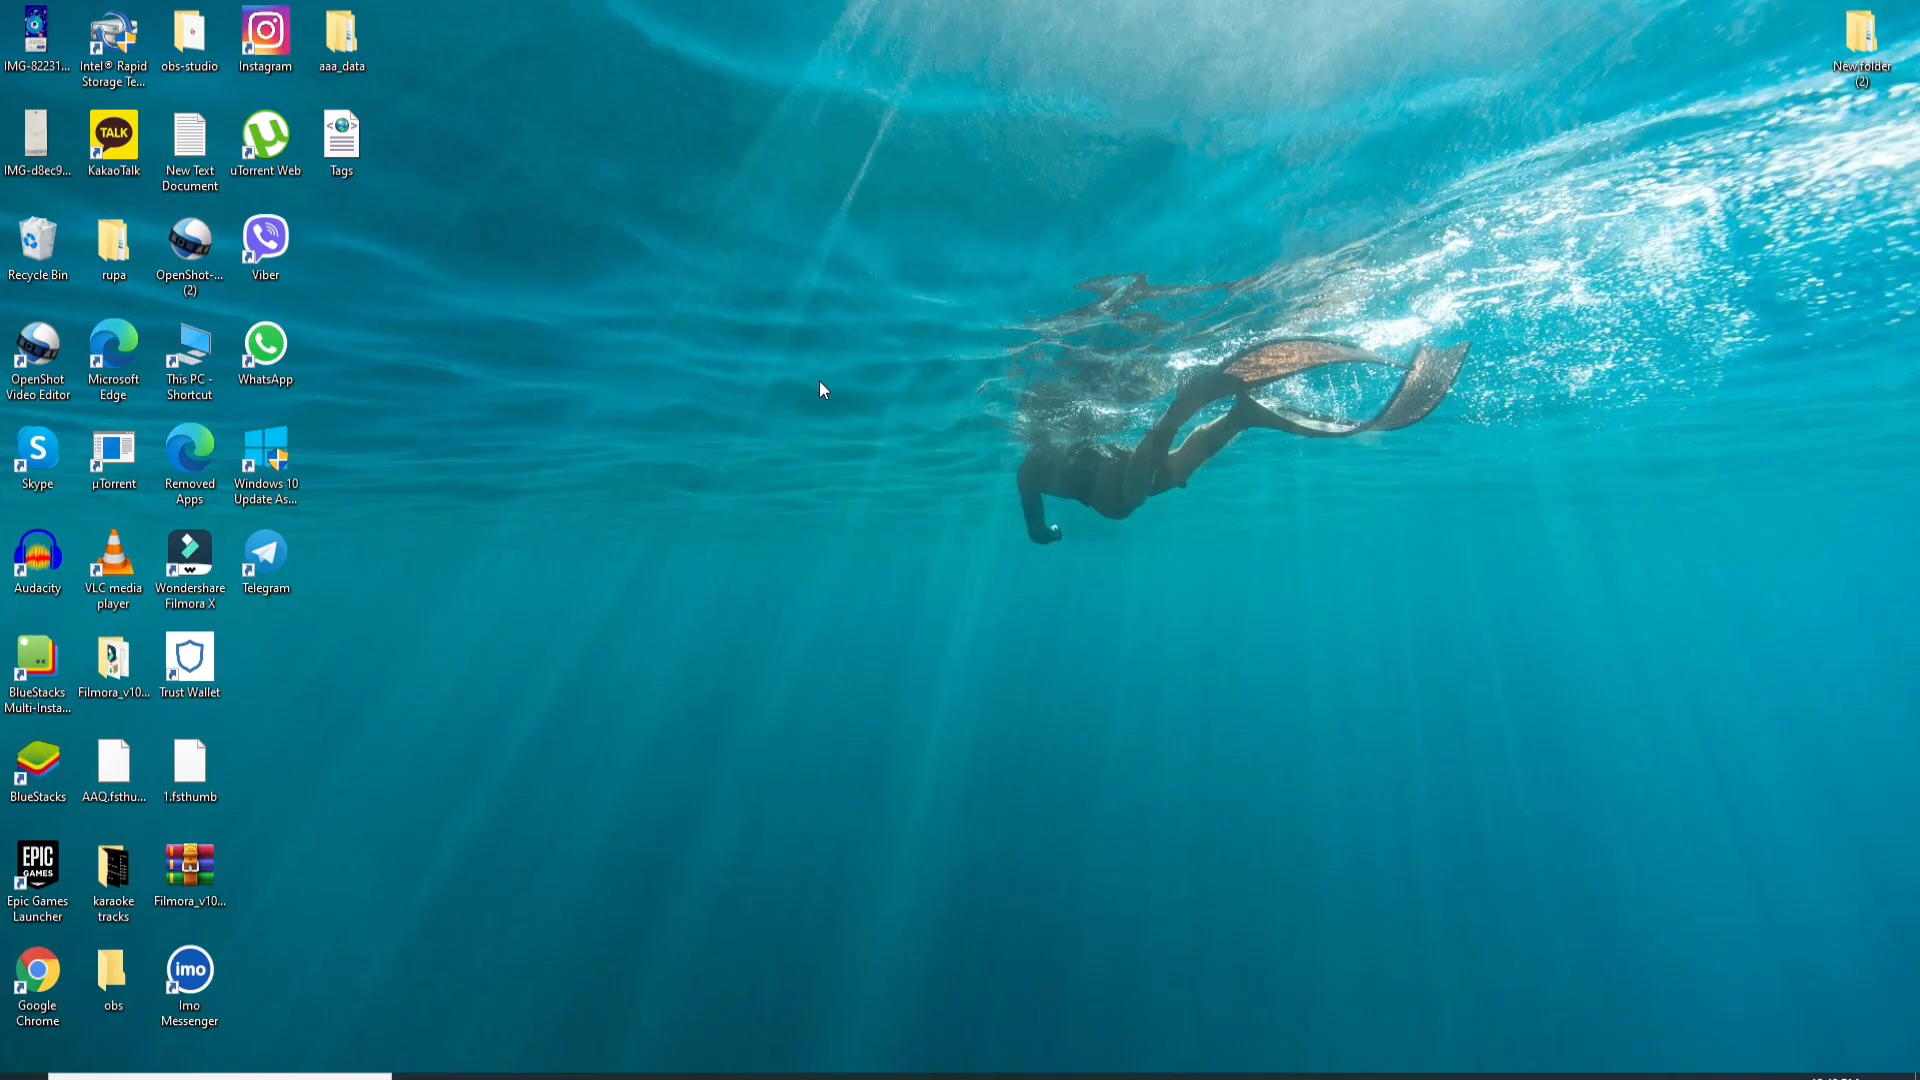 IMG-82231...
Intel® Rapid
Storage Te...
obs-studio
Instagram
aaa_data
New folder
(2)
IMG-d8ec9...
TALK
KakaoTalk
New Text
Document
uTorrent Web
Tags
Recycle Bin
rupa
OpenShot-...
(2)
Viber
OpenShot
Video Editor
Microsoft
Edge
This PC -
Shortcut
WhatsApp
S
Skype
µTorrent
Removed
Apps
Windows 10
Update As...
Audacity
VLC media
player
Wondershare
Filmora X
Telegram
BlueStacks
Multi-Insta...
Filmora_v10...
Trust Wallet
BlueStacks
AAQ.fsthu...
1.fsthumb
EPIC
GAMES
Epic Games
Launcher
karaoke
tracks
Filmora_v10...
Google
Chrome
obs
imo
Imo
Messenger